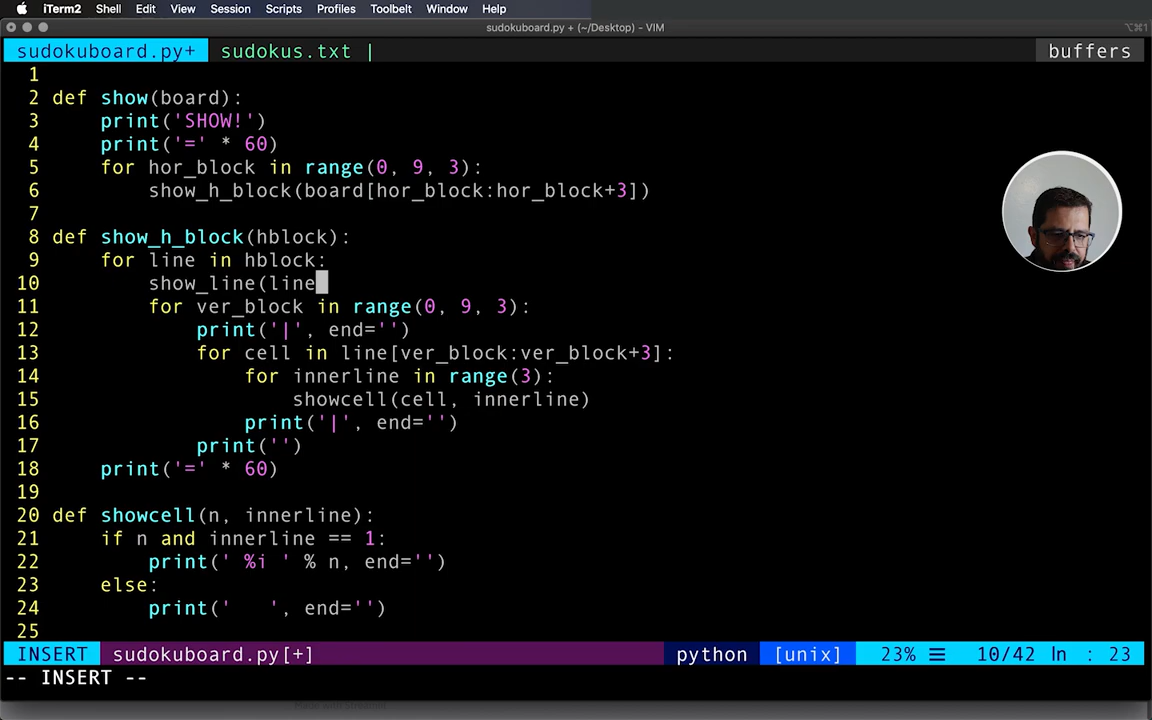 iTerm2 Shell Edit View Session Scripts Profiles Toolbelt Window Help
sudokuboard.py + (~/Desktop) - VIM ⌥⌘1
sudokuboard.py+ sudokus.txt | buffers
1
2 def show(board):
3     print('SHOW!')
4     print('=' * 60)
5     for hor_block in range(0, 9, 3):
6         show_h_block(board[hor_block:hor_block+3])
7
8 def show_h_block(hblock):
9     for line in hblock:
10         show_line(line
11         for ver_block in range(0, 9, 3):
12             print('|', end='')
13             for cell in line[ver_block:ver_block+3]:
14                 for innerline in range(3):
15                     showcell(cell, innerline)
16                 print('|', end='')
17             print('')
18     print('=' * 60)
19
20 def showcell(n, innerline):
21     if n and innerline == 1:
22         print(' %i ' % n, end='')
23     else:
24         print('   ', end='')
25
INSERT sudokuboard.py[+] python [unix] 23% ☰ 10/42 ln : 23
-- INSERT --